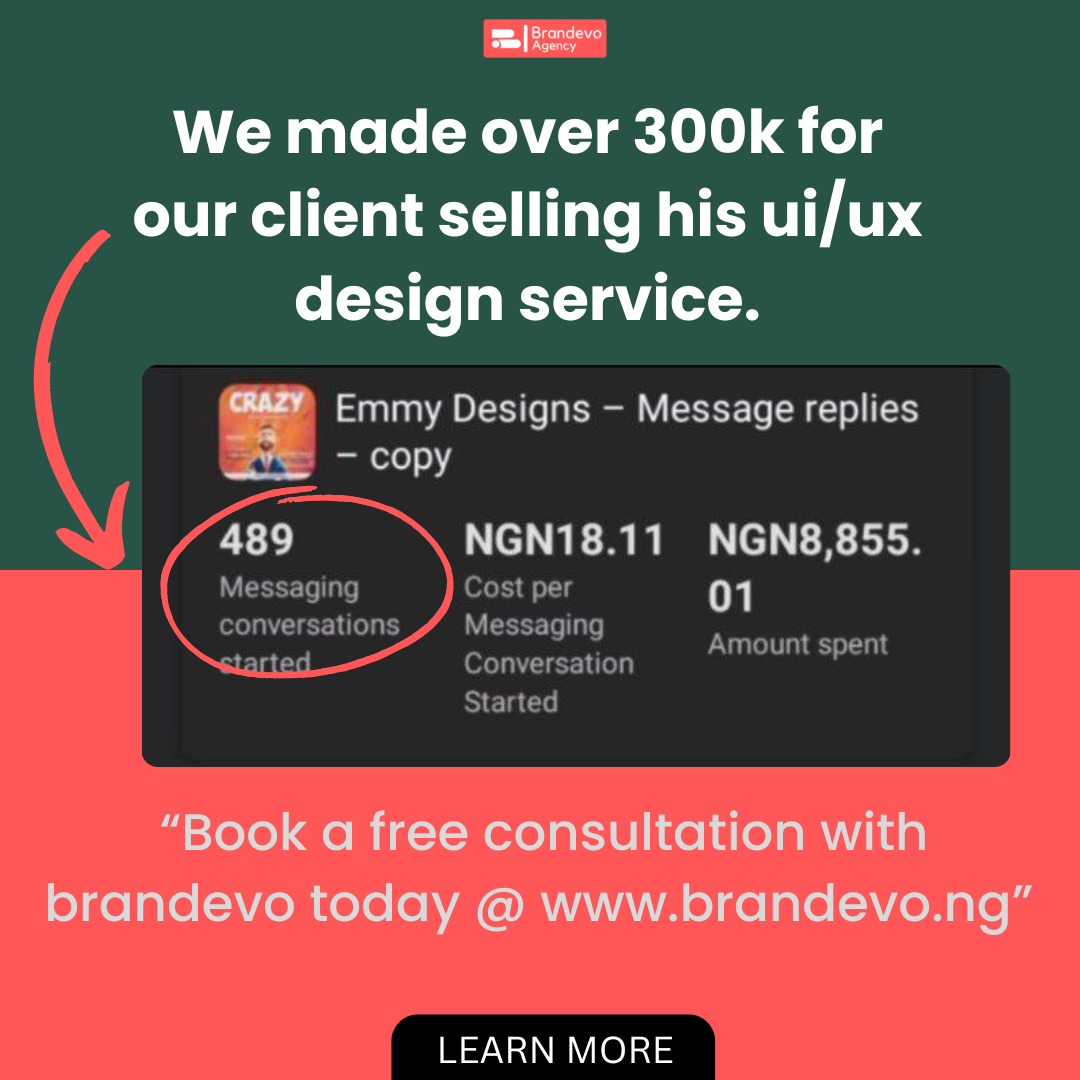 Brandevo
Agency
We made over 300k for
our client selling his ui/ux
design service.
CRAZY
Emmy Designs – Message replies
– copy
489
Messaging
conversations
started
NGN18.11
Cost per
Messaging
Conversation
Started
NGN8,855.
01
Amount spent
“Book a free consultation with
brandevo today @ www.brandevo.ng”
LEARN MORE